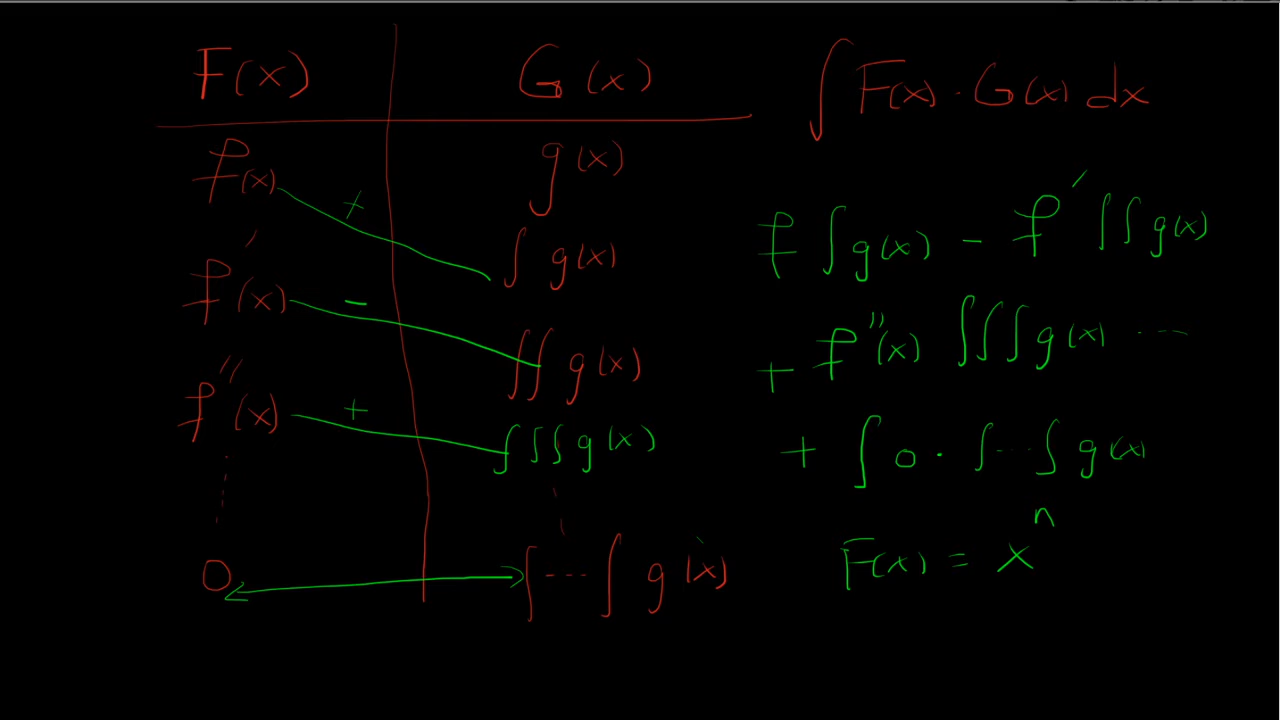 F(x) G(x) ∫ F(x) · G(x) dx
f(x) + g(x)
∫ g(x)
f'(x) − ∫∫ g(x)
f''(x) + ∫∫∫ g(x)
0 ∫ ··· ∫ g(x)
f ∫ g(x) − f' ∫∫ g(x)
+ f''(x) ∫∫∫ g(x) ····
+ ∫ 0 · ∫ ··· ∫ g(x)
F(x) = xⁿ